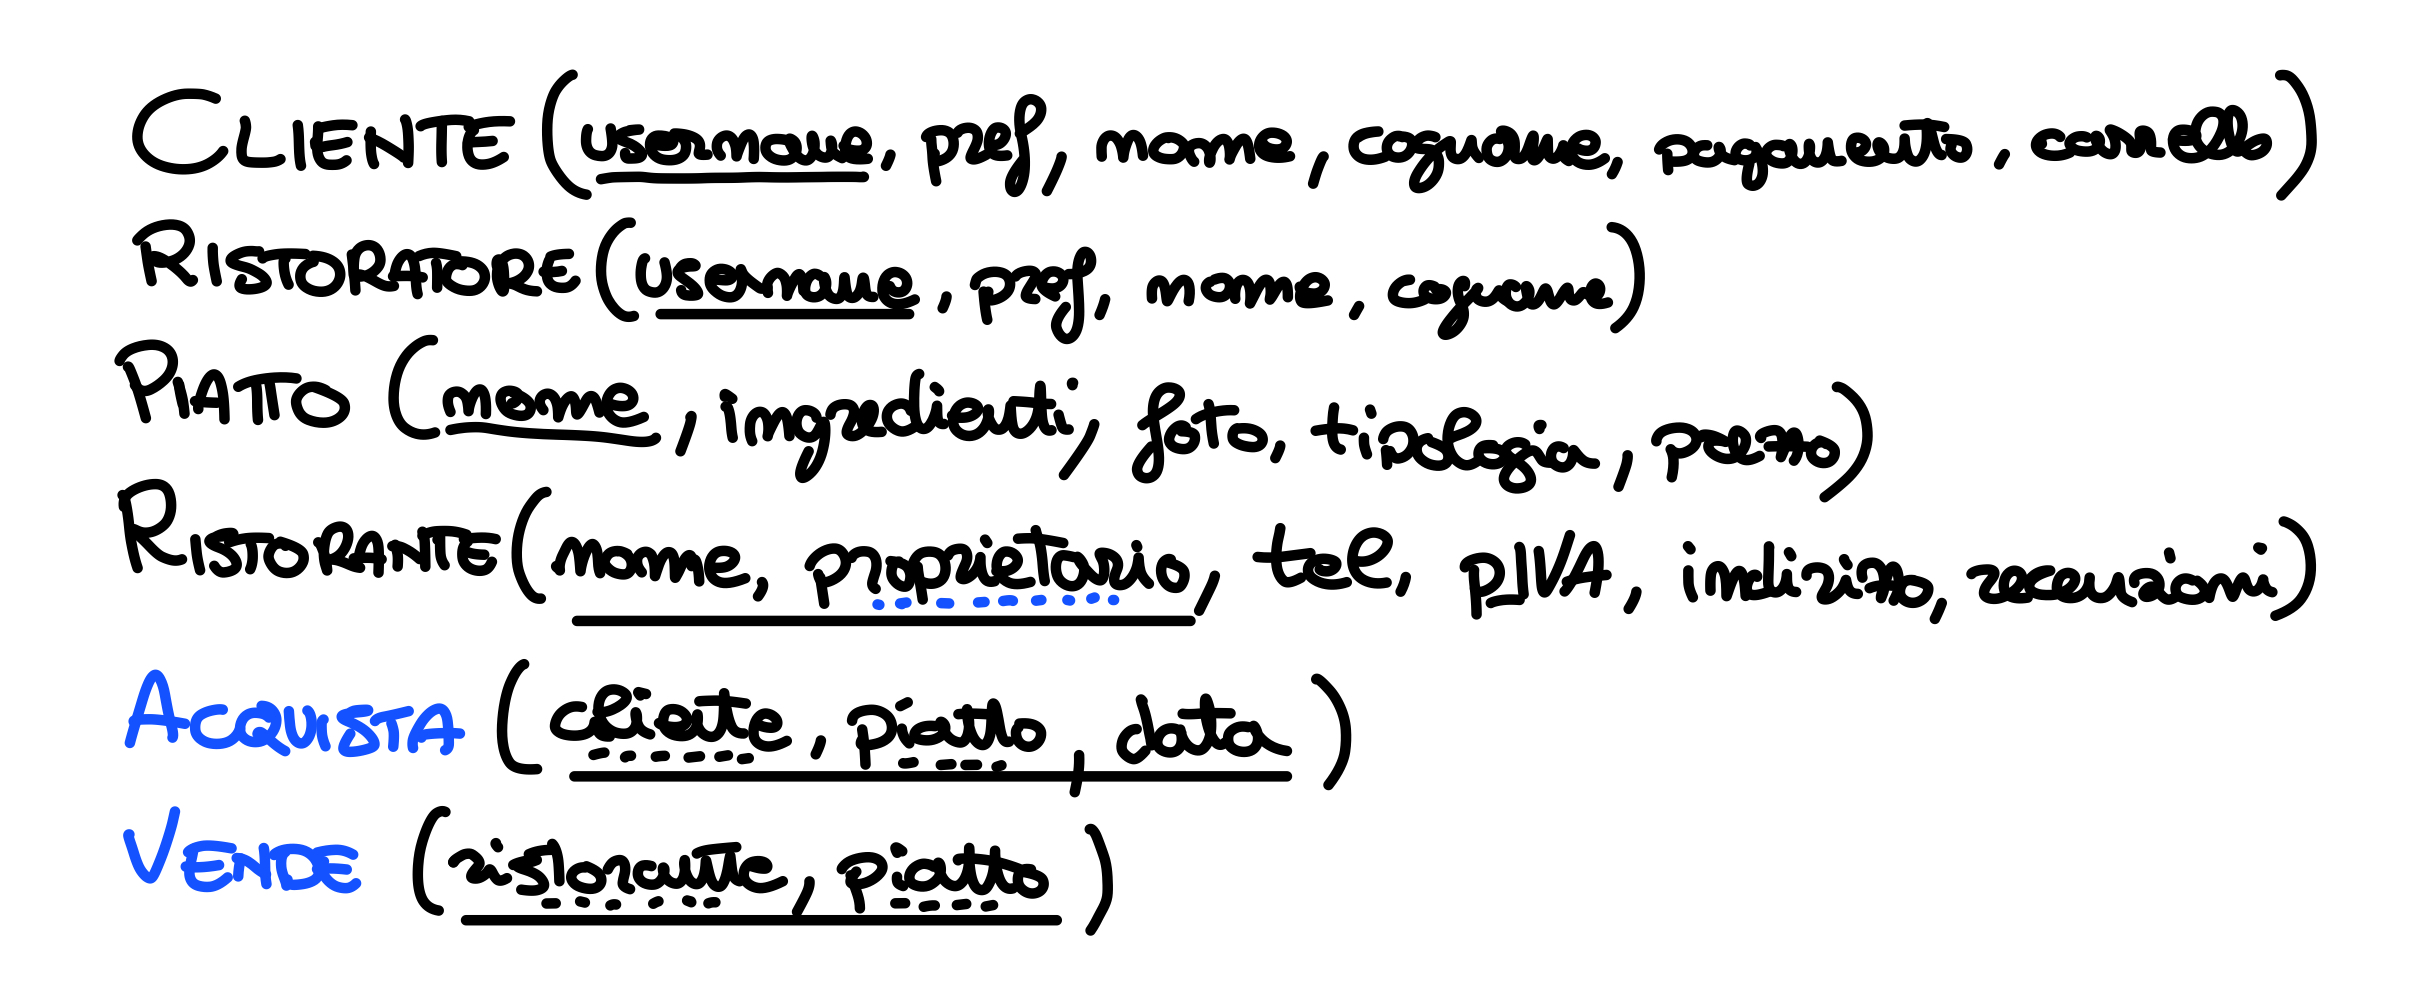 CLIENTE (username, pref, nome, cognome, pagamento, carrello)
RISTORATORE (username, pref, nome, cognome)
PIATTO (nome, ingredienti, foto, tipologia, prezzo)
RISTORANTE (nome, proprietario, tel, pIVA, indirizzo, recensioni)
ACQUISTA (cliente, piatto, data)
VENDE (ristorante, piatto)